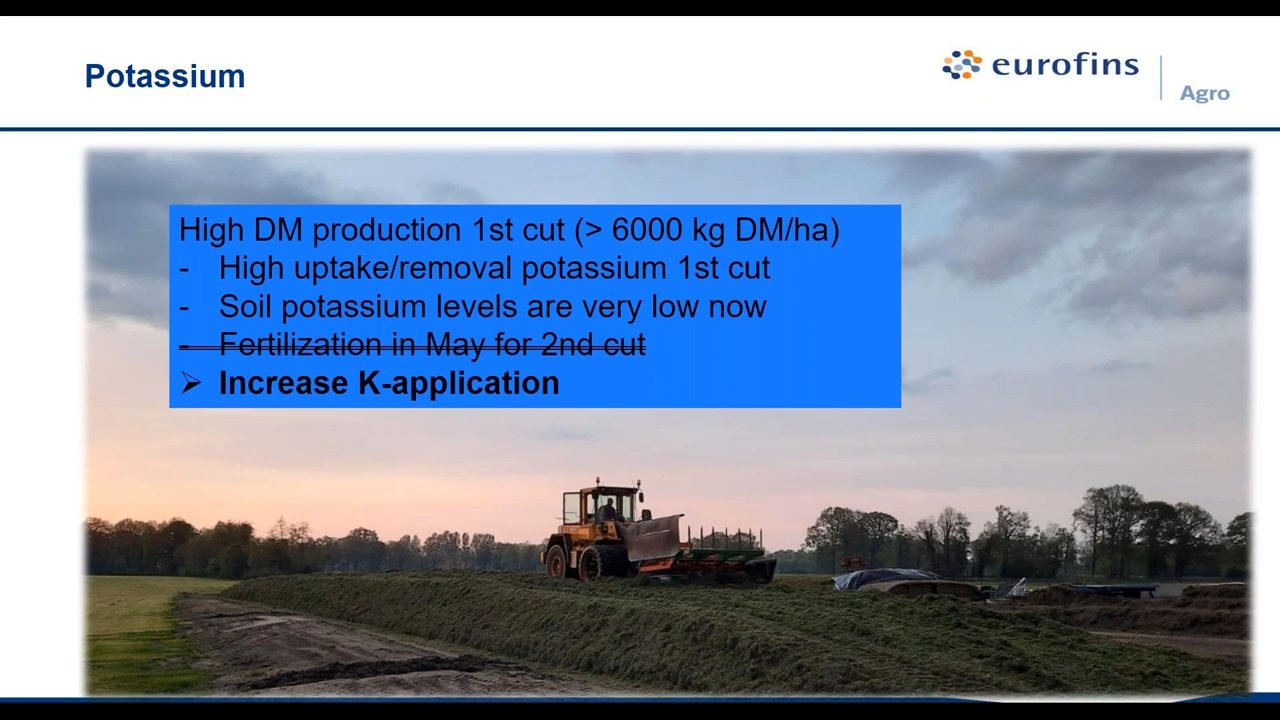 Potassium
eurofins
Agro
High DM production 1st cut (> 6000 kg DM/ha)
- High uptake/removal potassium 1st cut
- Soil potassium levels are very low now
- Fertilization in May for 2nd cut
➢ Increase K-application